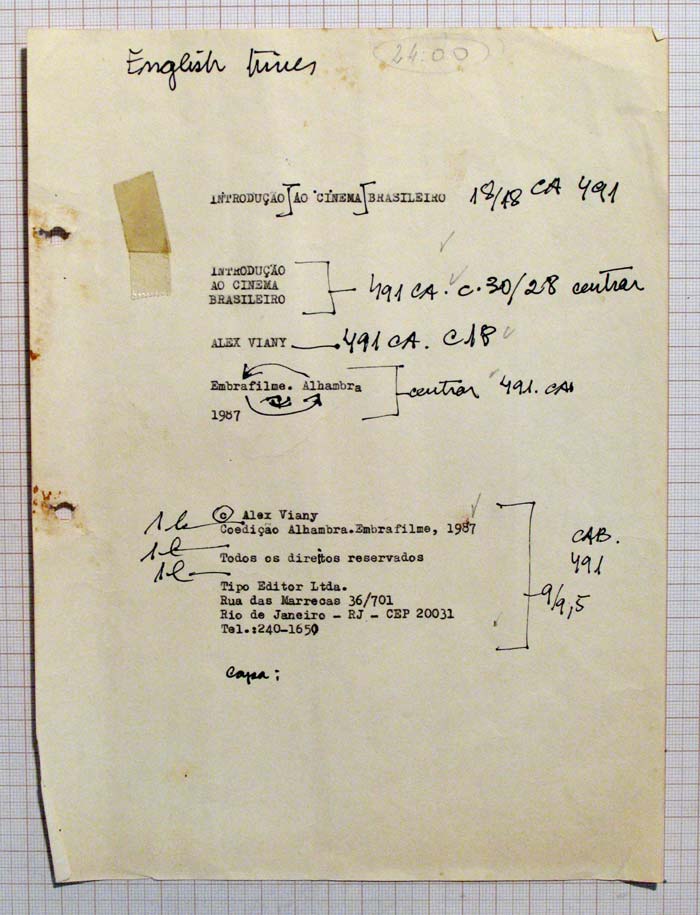 English times
24:00
INTRODUÇÃO AO CINEMA BRASILEIRO 18/18 CA 491
INTRODUÇÃO
AO CINEMA
BRASILEIRO
491 CA. C.30/28 centrar
ALEX VIANY 491 CA. C18
Embrafilme. Alhambra
1987
centrar 491. CA
© Alex Viany
1l
Coedição Alhambra.Embrafilme, 1987
1l
Todos os direitos reservados
1l
Tipo Editor Ltda.
Rua das Marrecas 36/701
Rio de Janeiro - RJ - CEP 20031
Tel.:240-1650
CAB.
491
9/9,5
capa: